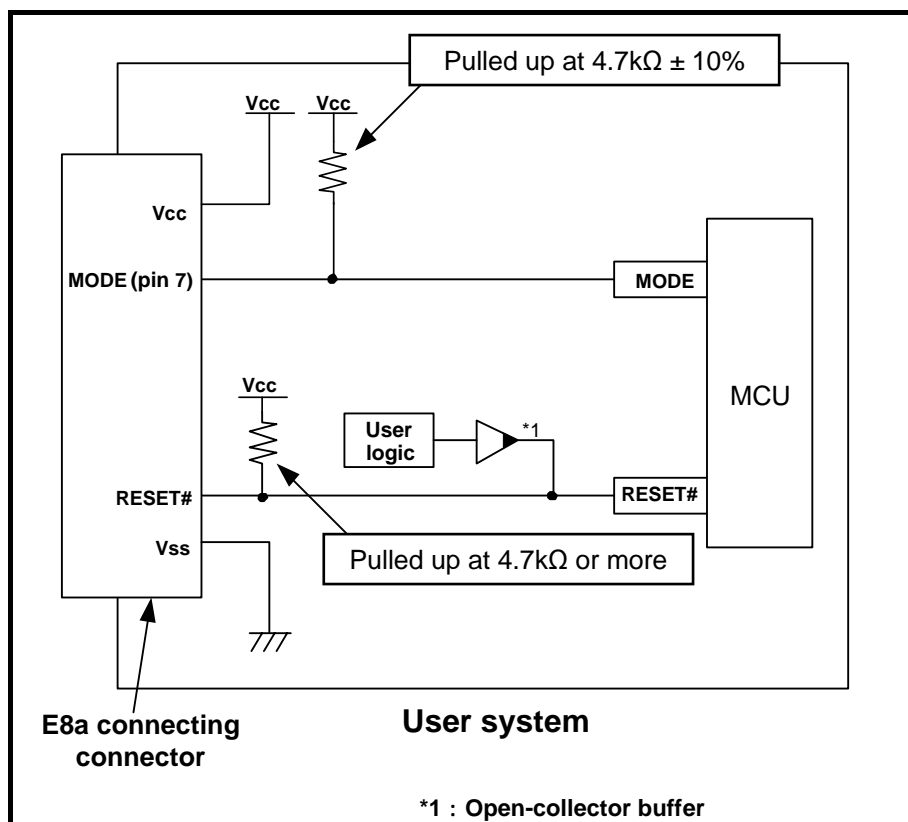 Pulled up at 4.7kΩ ± 10%
Vcc
Vcc
Vcc
MODE (pin 7)
MODE
MCU
Vcc
User
logic
*1
RESET#
RESET#
Vss
Pulled up at 4.7kΩ or more
E8a connecting
connector
User system
*1 : Open-collector buffer